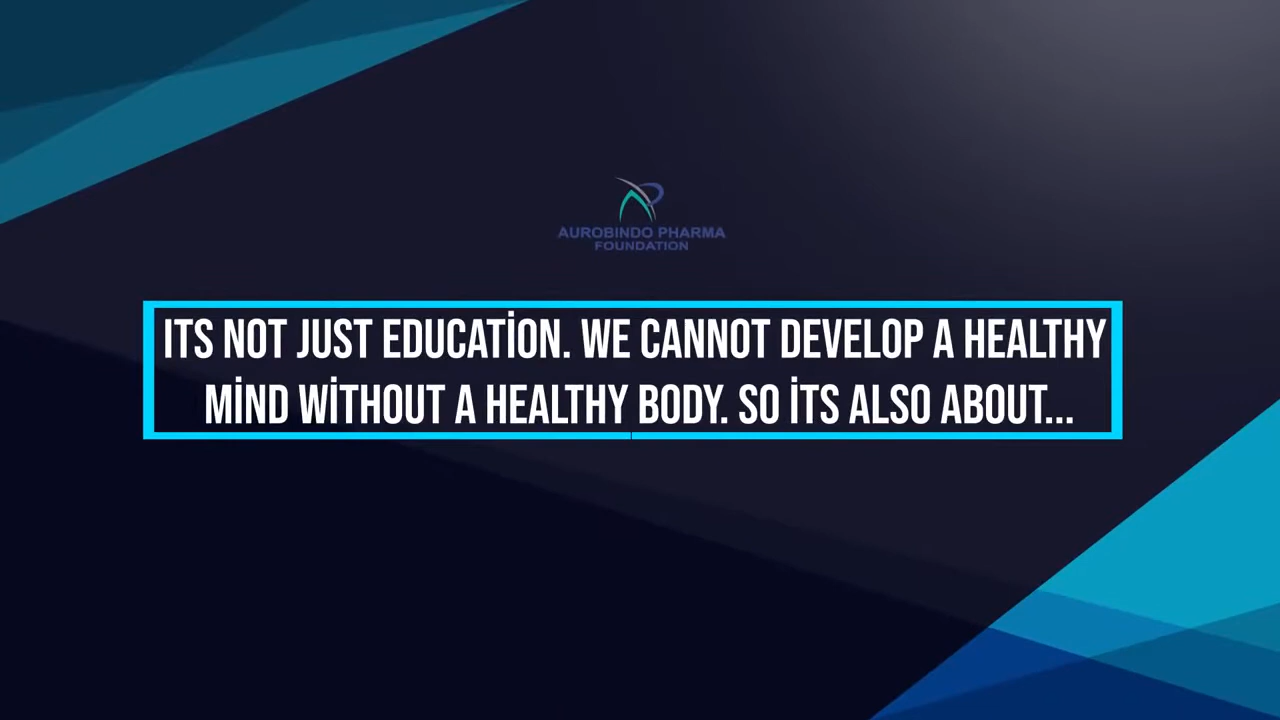 AUROBINDO PHARMA
FOUNDATION
ITS NOT JUST EDUCATİON. WE CANNOT DEVELOP A HEALTHY
MİND WİTHOUT A HEALTHY BODY. SO İTS ALSO ABOUT...